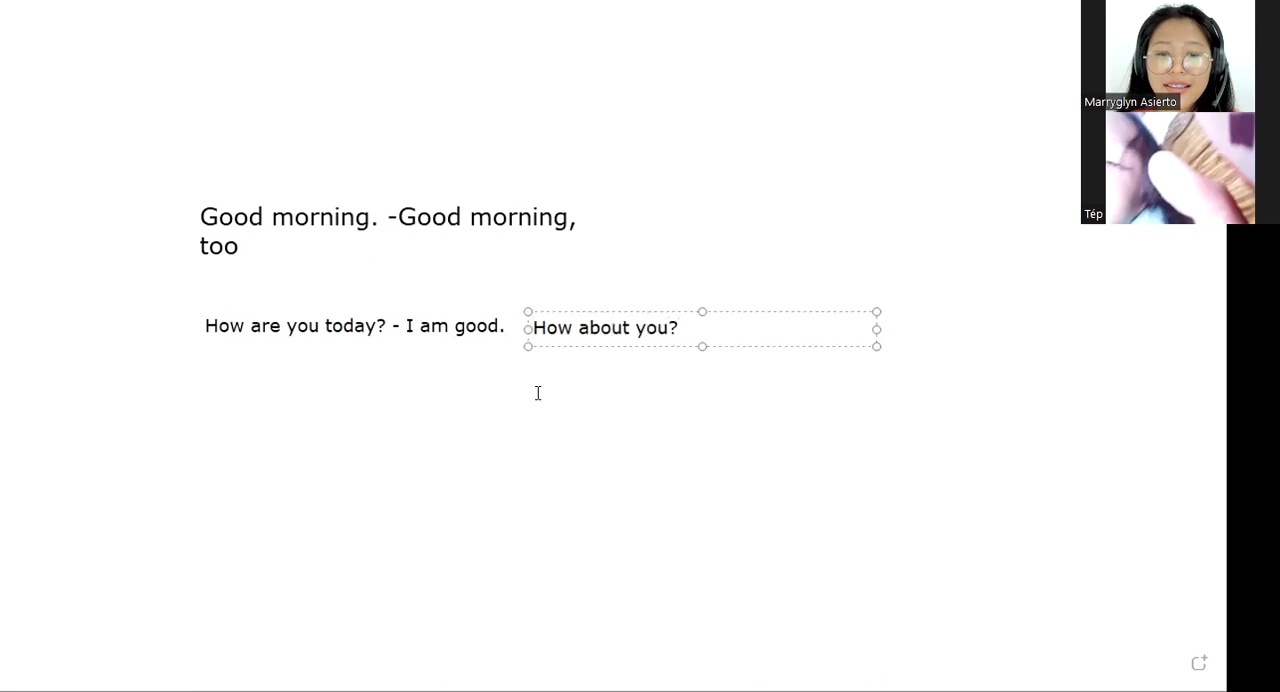 Marryglyn Asierto
Tép
Good morning. -Good morning,
too
How are you today? - I am good.
How about you?